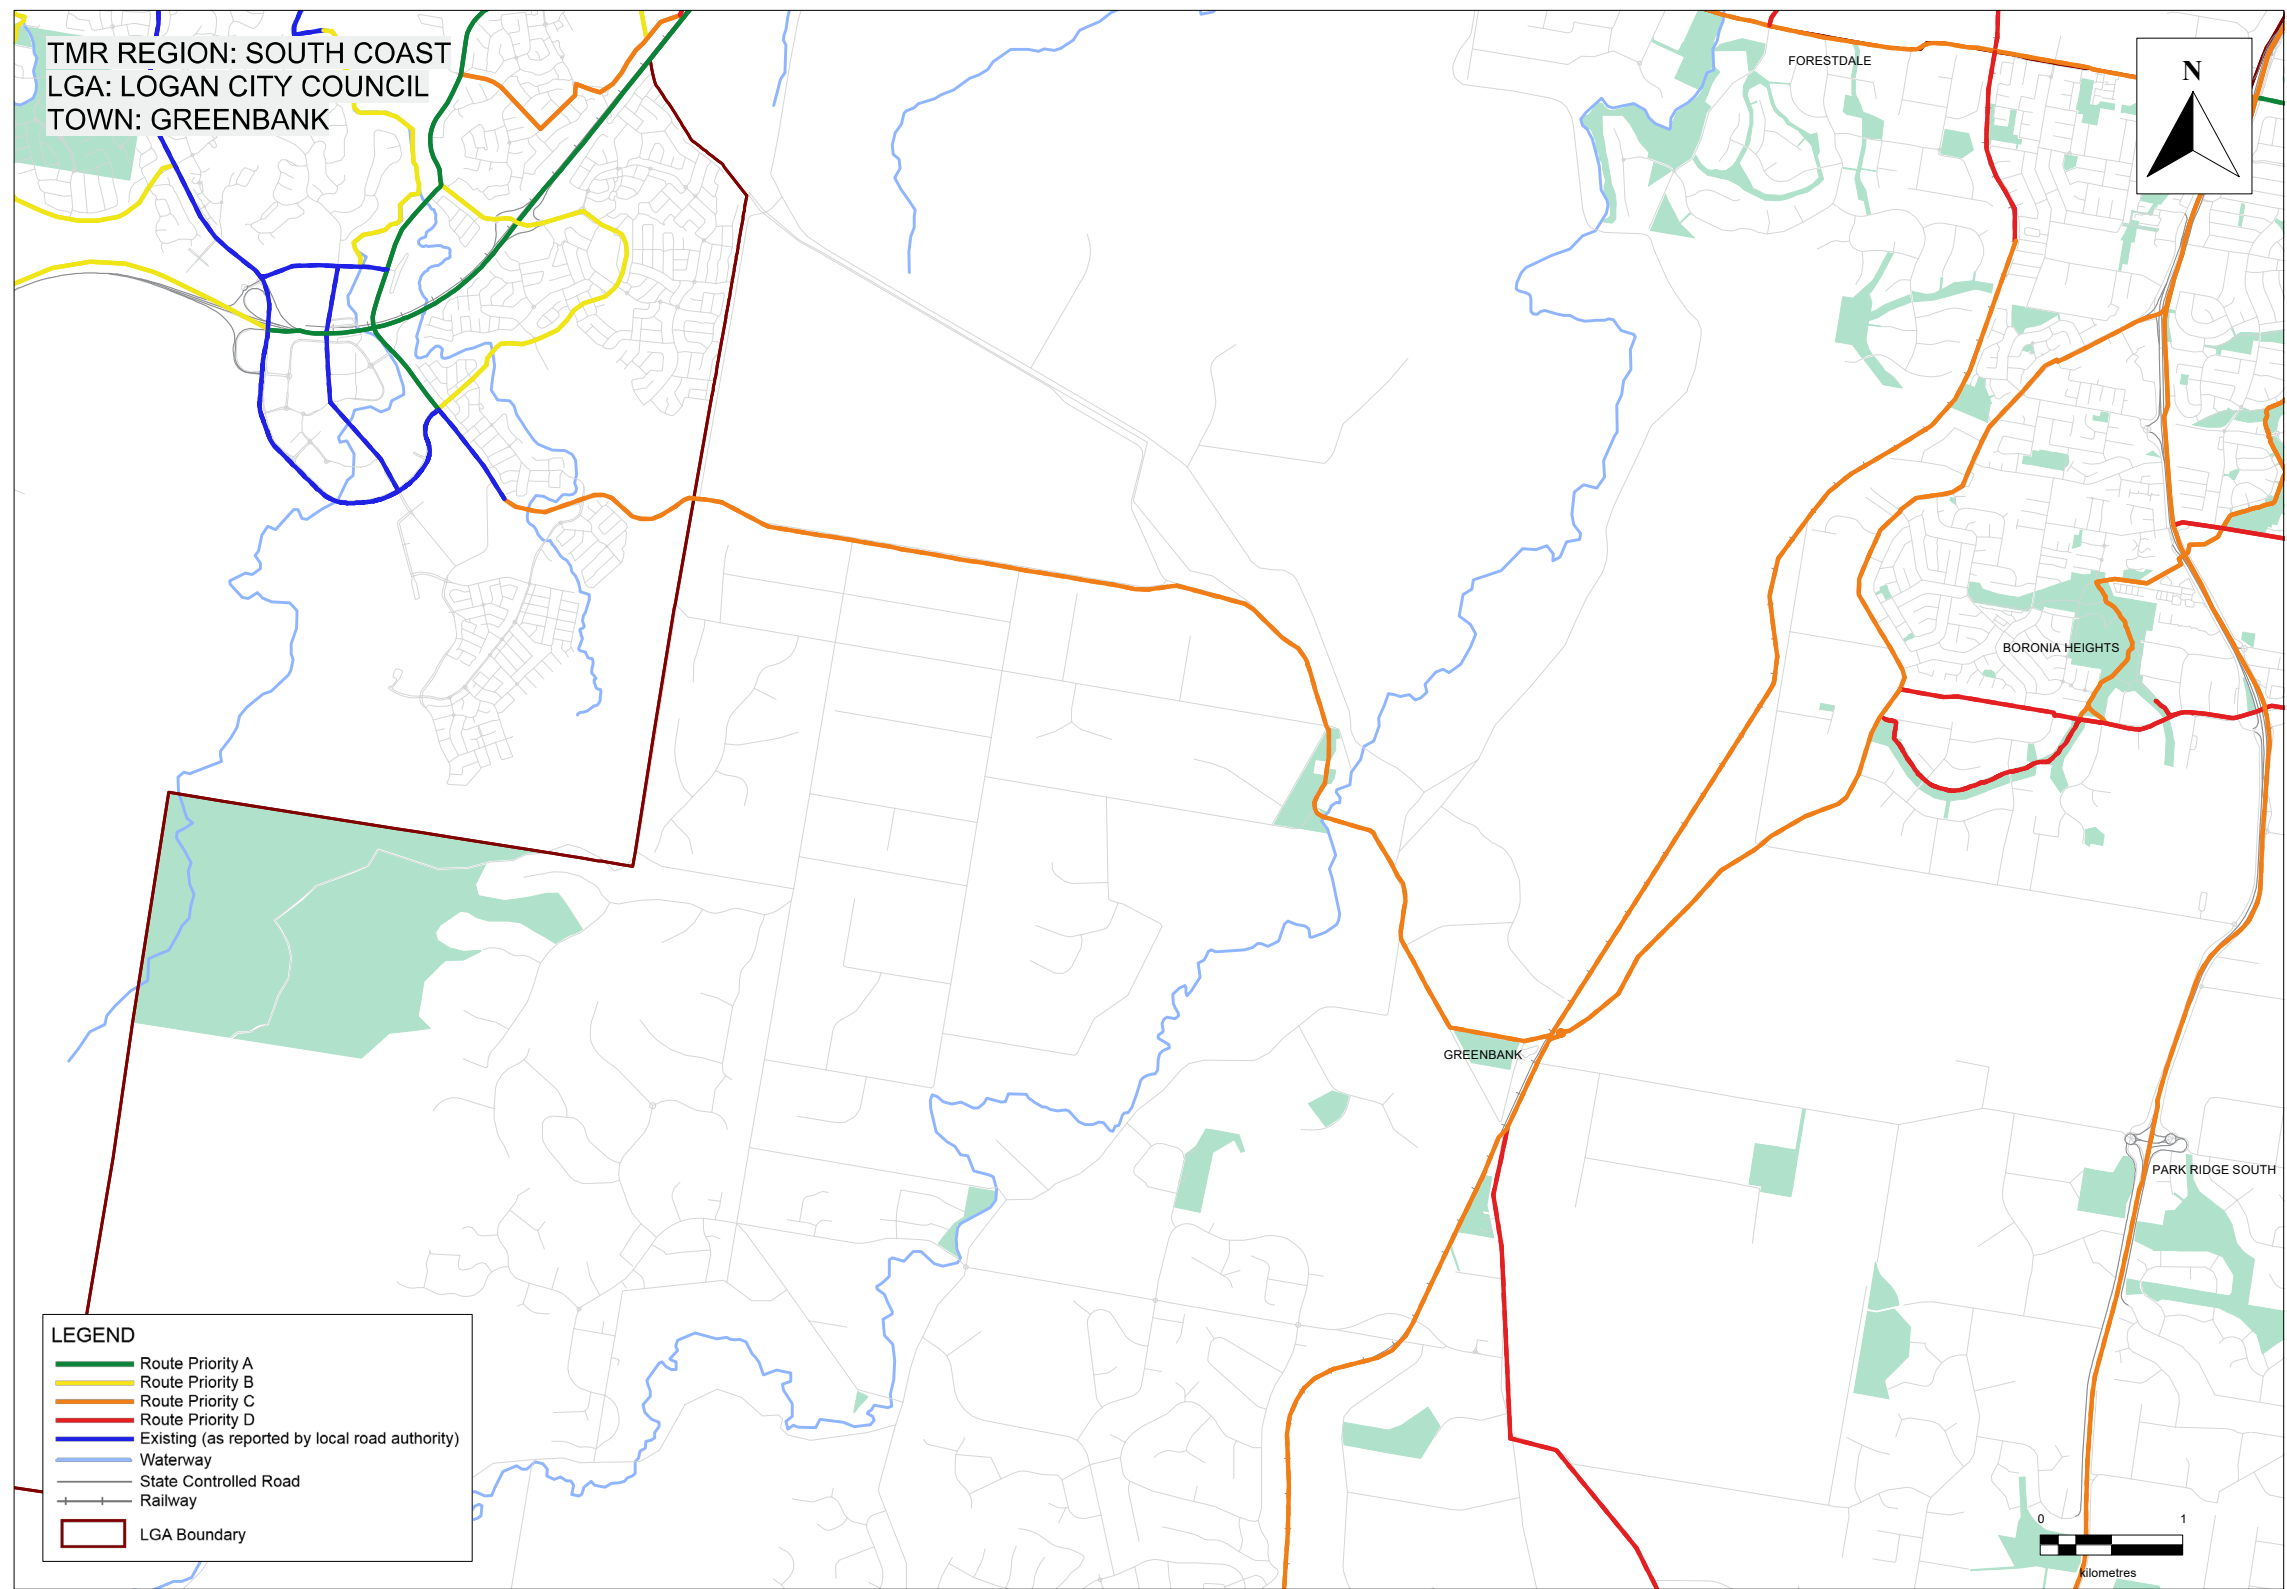 TMR REGION: SOUTH COAST
LGA: LOGAN CITY COUNCIL
TOWN: GREENBANK
FORESTDALE
N
BORONIA HEIGHTS
GREENBANK
PARK RIDGE SOUTH
LEGEND
Route Priority A
Route Priority B
Route Priority C
Route Priority D
Existing (as reported by local road authority)
Waterway
State Controlled Road
Railway
LGA Boundary
0 1
kilometres